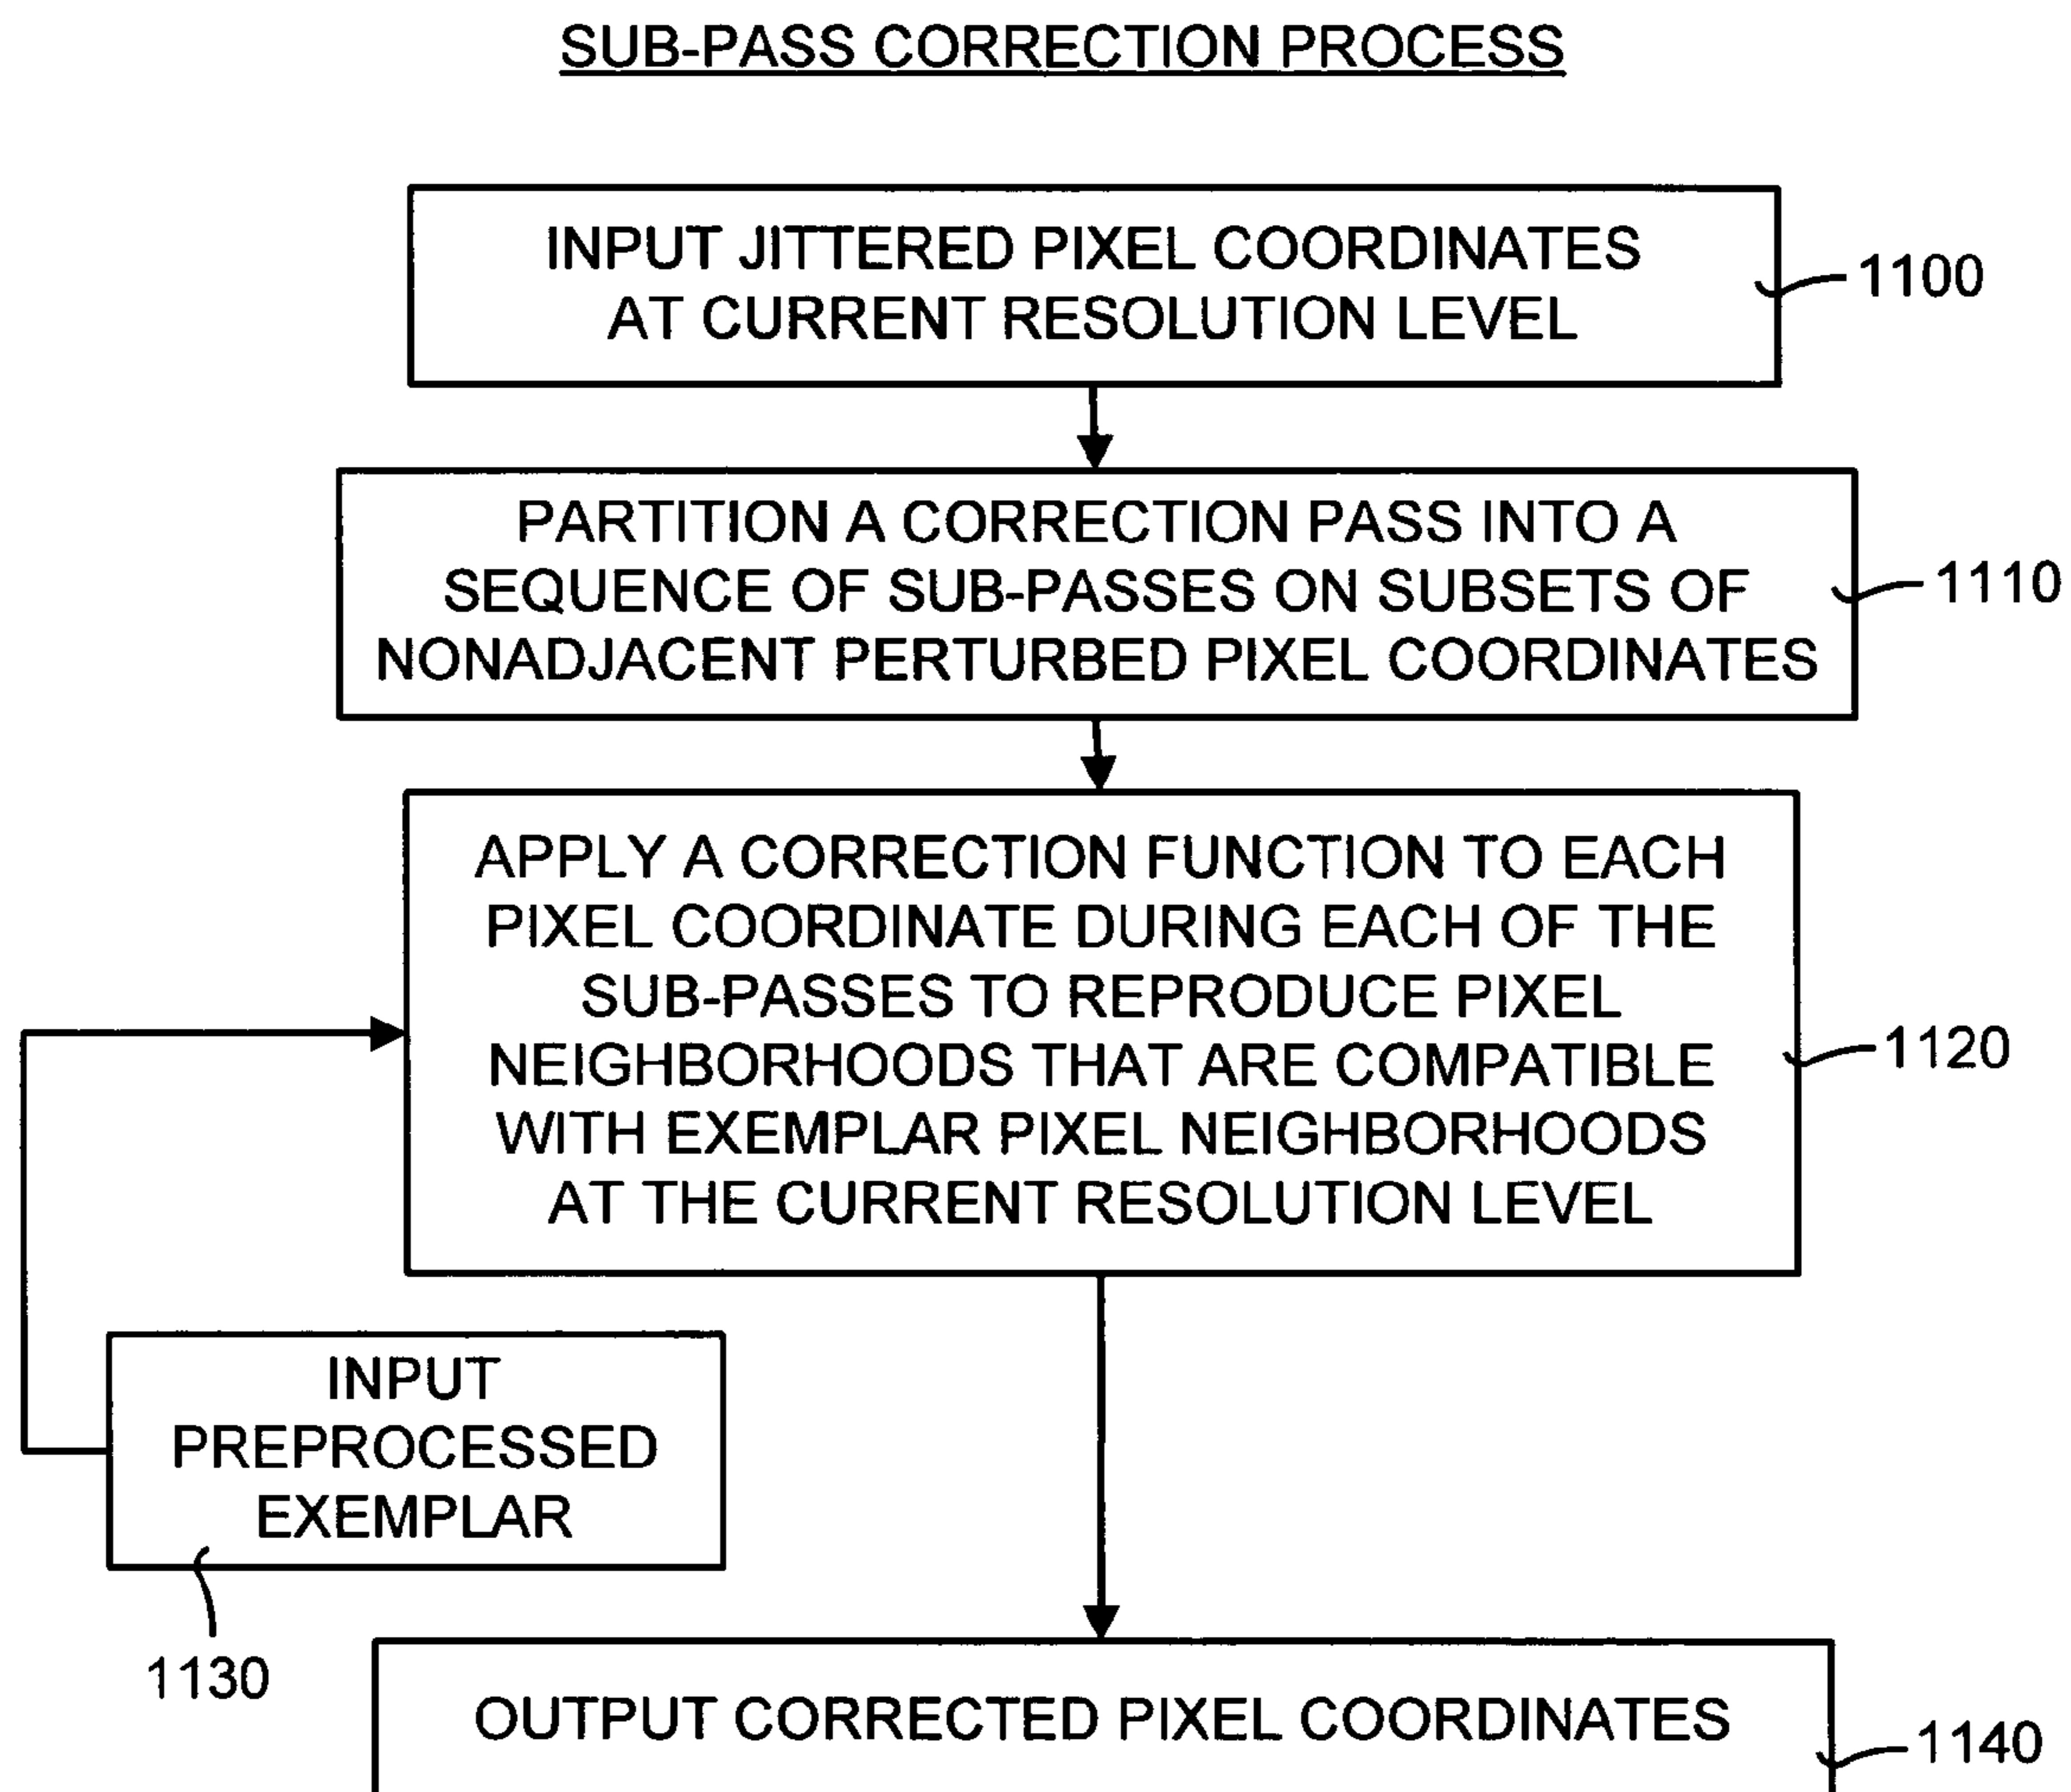 SUB-PASS CORRECTION PROCESS
INPUT JITTERED PIXEL COORDINATES
AT CURRENT RESOLUTION LEVEL
1100
PARTITION A CORRECTION PASS INTO A
SEQUENCE OF SUB-PASSES ON SUBSETS OF
NONADJACENT PERTURBED PIXEL COORDINATES
1110
APPLY A CORRECTION FUNCTION TO EACH
PIXEL COORDINATE DURING EACH OF THE
SUB-PASSES TO REPRODUCE PIXEL
NEIGHBORHOODS THAT ARE COMPATIBLE
WITH EXEMPLAR PIXEL NEIGHBORHOODS
AT THE CURRENT RESOLUTION LEVEL
1120
INPUT
PREPROCESSED
EXEMPLAR
1130
OUTPUT CORRECTED PIXEL COORDINATES
1140